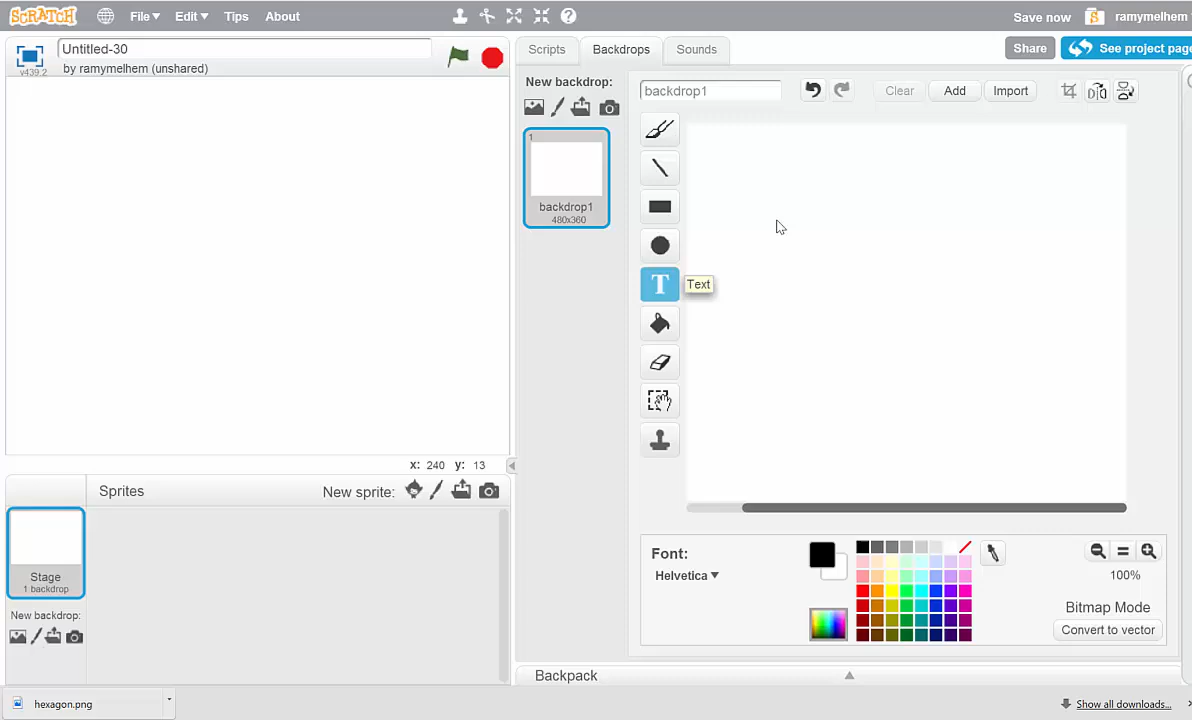 SCRATCH File▾ Edit▾ Tips About Save now ramymelhem
Untitled-30
by ramymelhem (unshared)
v439.2
Scripts Backdrops Sounds
Share See project page
New backdrop:
backdrop1 Clear Add Import
1
backdrop1
480x360
T Text
x: 240 y: 13
Sprites New sprite:
Stage
1 backdrop
New backdrop:
Font:
Helvetica ▾
100%
Bitmap Mode
Convert to vector
Backpack
hexagon.png
Show all downloads...